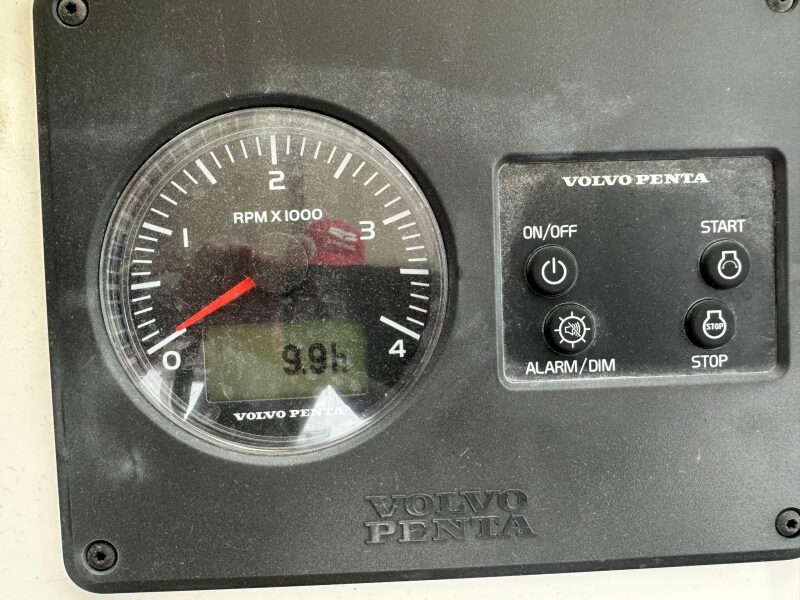 2
RPM X 1000
1
3
0
4
9.9h
VOLVO PENTA
VOLVO PENTA
ON/OFF
START
STOP
ALARM/DIM
STOP
VOLVO
PENTA